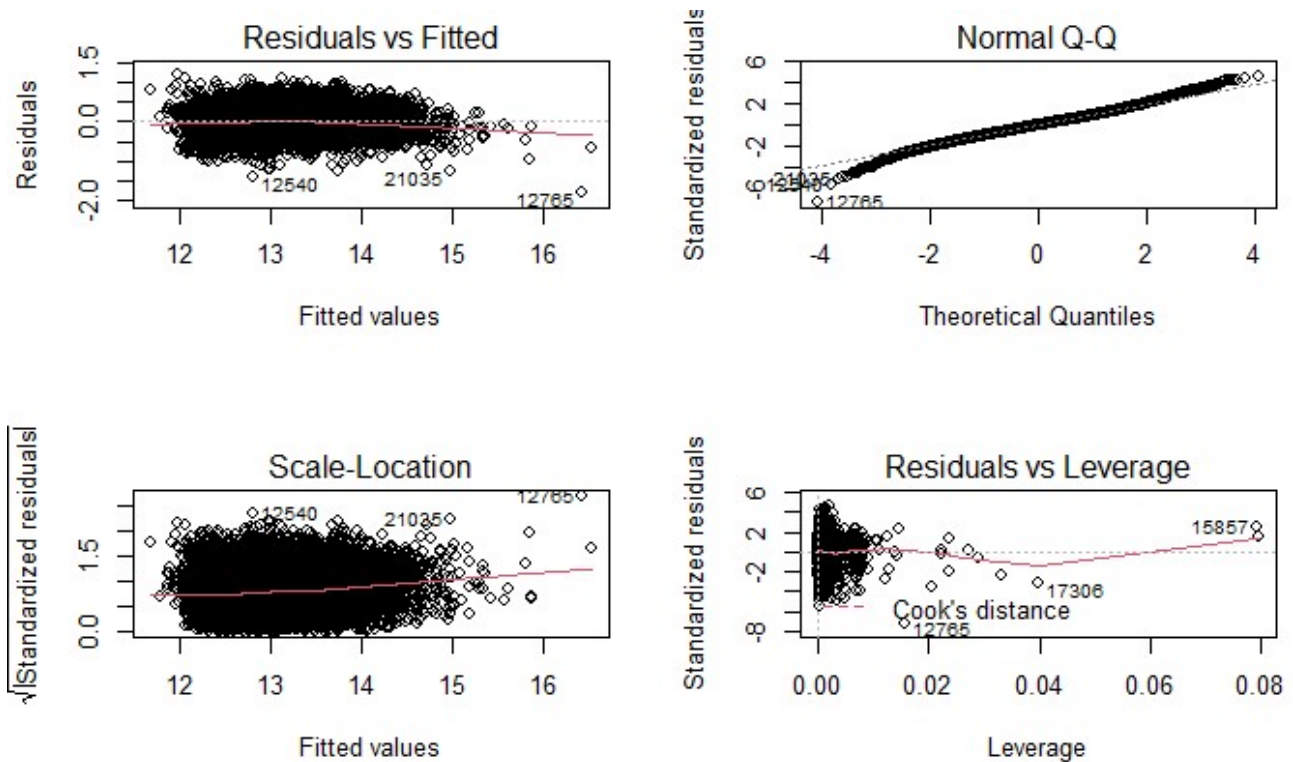 Residuals vs Fitted
Residuals
1.5
0.0
-2.0
12540
21035
12765
12 13 14 15 16
Fitted values
Normal Q-Q
Standardized residuals
6
2
-2
-6
21035
12540
12765
-4 -2 0 2 4
Theoretical Quantiles
Scale-Location
√|Standardized residuals|
1.5
0.0
12540
21035
12765
12 13 14 15 16
Fitted values
Residuals vs Leverage
Standardized residuals
6
2
-2
-8
15857
17306
Cook's distance
12765
0.00 0.02 0.04 0.06 0.08
Leverage